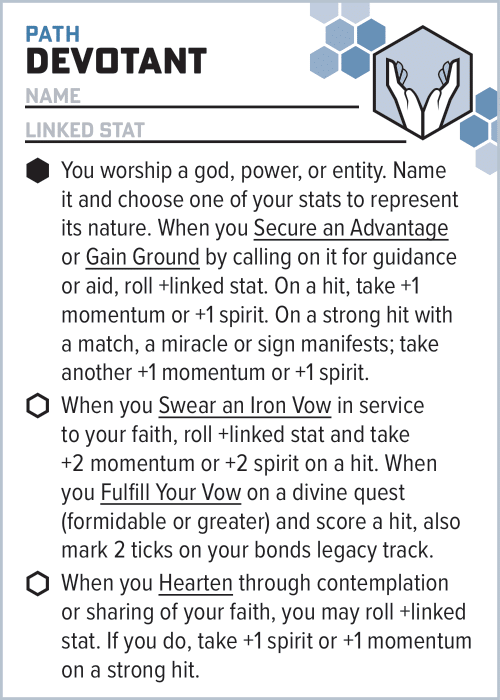 PATH
DEVOTANT
NAME
LINKED STAT
You worship a god, power, or entity. Name
it and choose one of your stats to represent
its nature. When you Secure an Advantage
or Gain Ground by calling on it for guidance
or aid, roll +linked stat. On a hit, take +1
momentum or +1 spirit. On a strong hit with
a match, a miracle or sign manifests; take
another +1 momentum or +1 spirit.
When you Swear an Iron Vow in service
to your faith, roll +linked stat and take
+2 momentum or +2 spirit on a hit. When
you Fulfill Your Vow on a divine quest
(formidable or greater) and score a hit, also
mark 2 ticks on your bonds legacy track.
When you Hearten through contemplation
or sharing of your faith, you may roll +linked
stat. If you do, take +1 spirit or +1 momentum
on a strong hit.